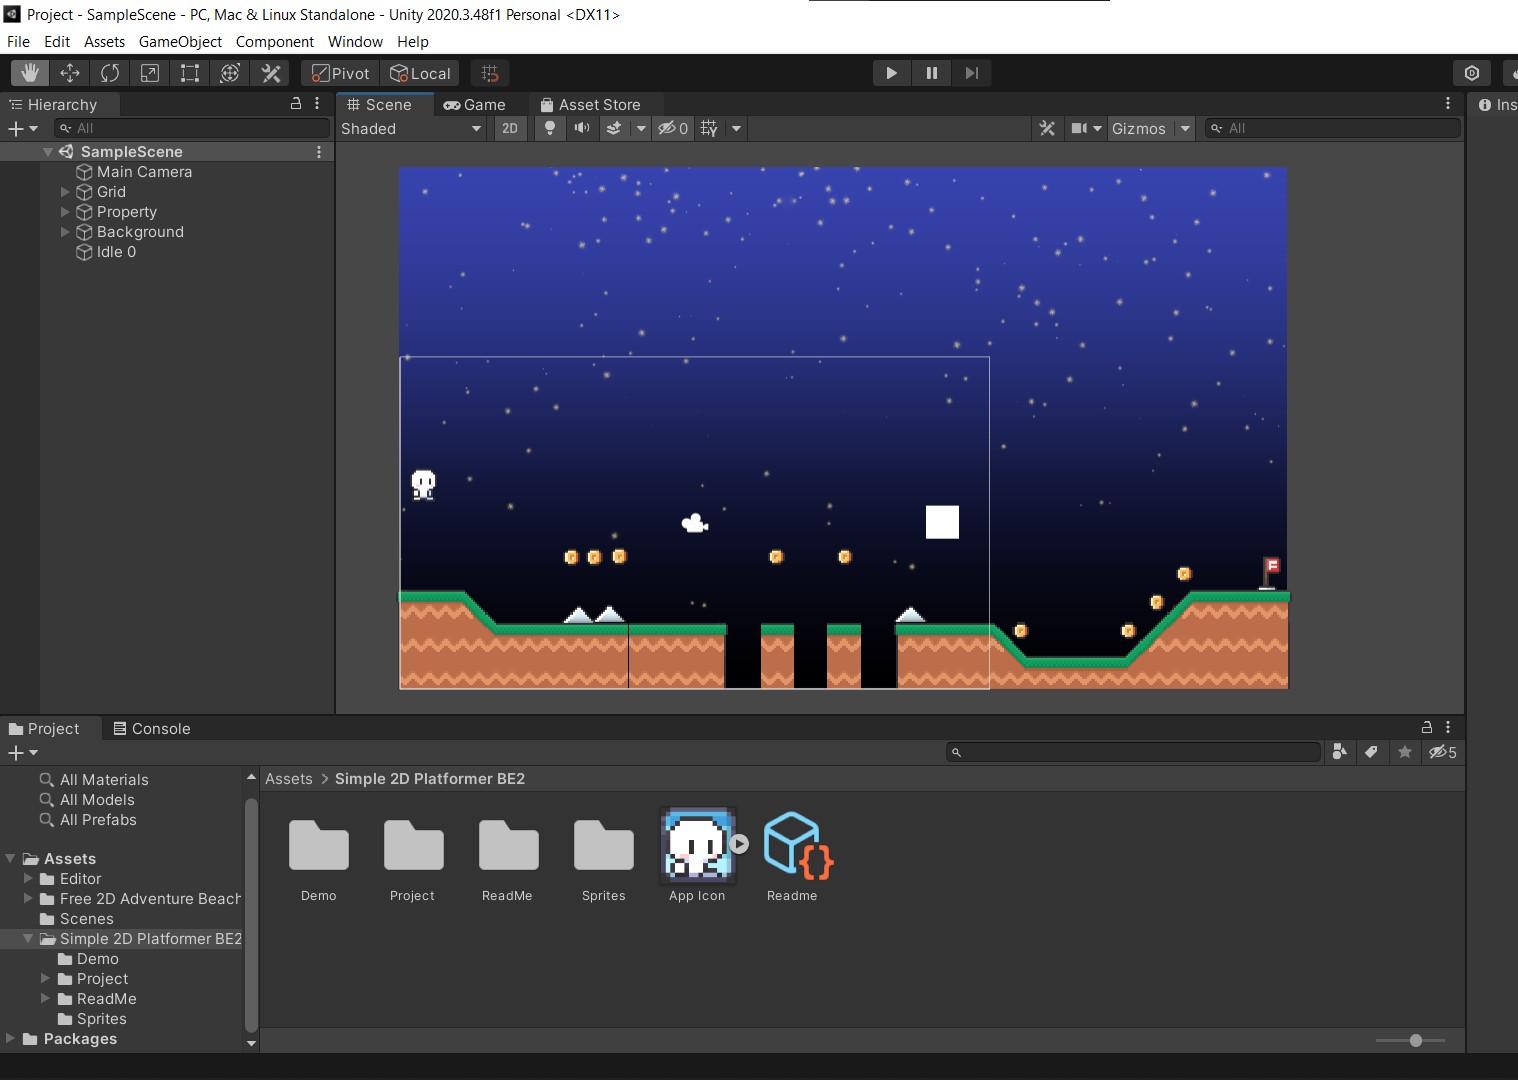 Project - SampleScene - PC, Mac & Linux Standalone - Unity 2020.3.48f1 Personal <DX11>
File Edit Assets GameObject Component Window Help
Pivot Local
Hierarchy
All
SampleScene
Main Camera
Grid
Property
Background
Idle 0
Scene Game Asset Store
Shaded 2D 0 Gizmos All
F
Ins
Project Console
5
All Materials
All Models
All Prefabs
Assets
Editor
Free 2D Adventure Beach
Scenes
Simple 2D Platformer BE2
Demo
Project
ReadMe
Sprites
Packages
Assets > Simple 2D Platformer BE2
Demo Project ReadMe Sprites App Icon Readme